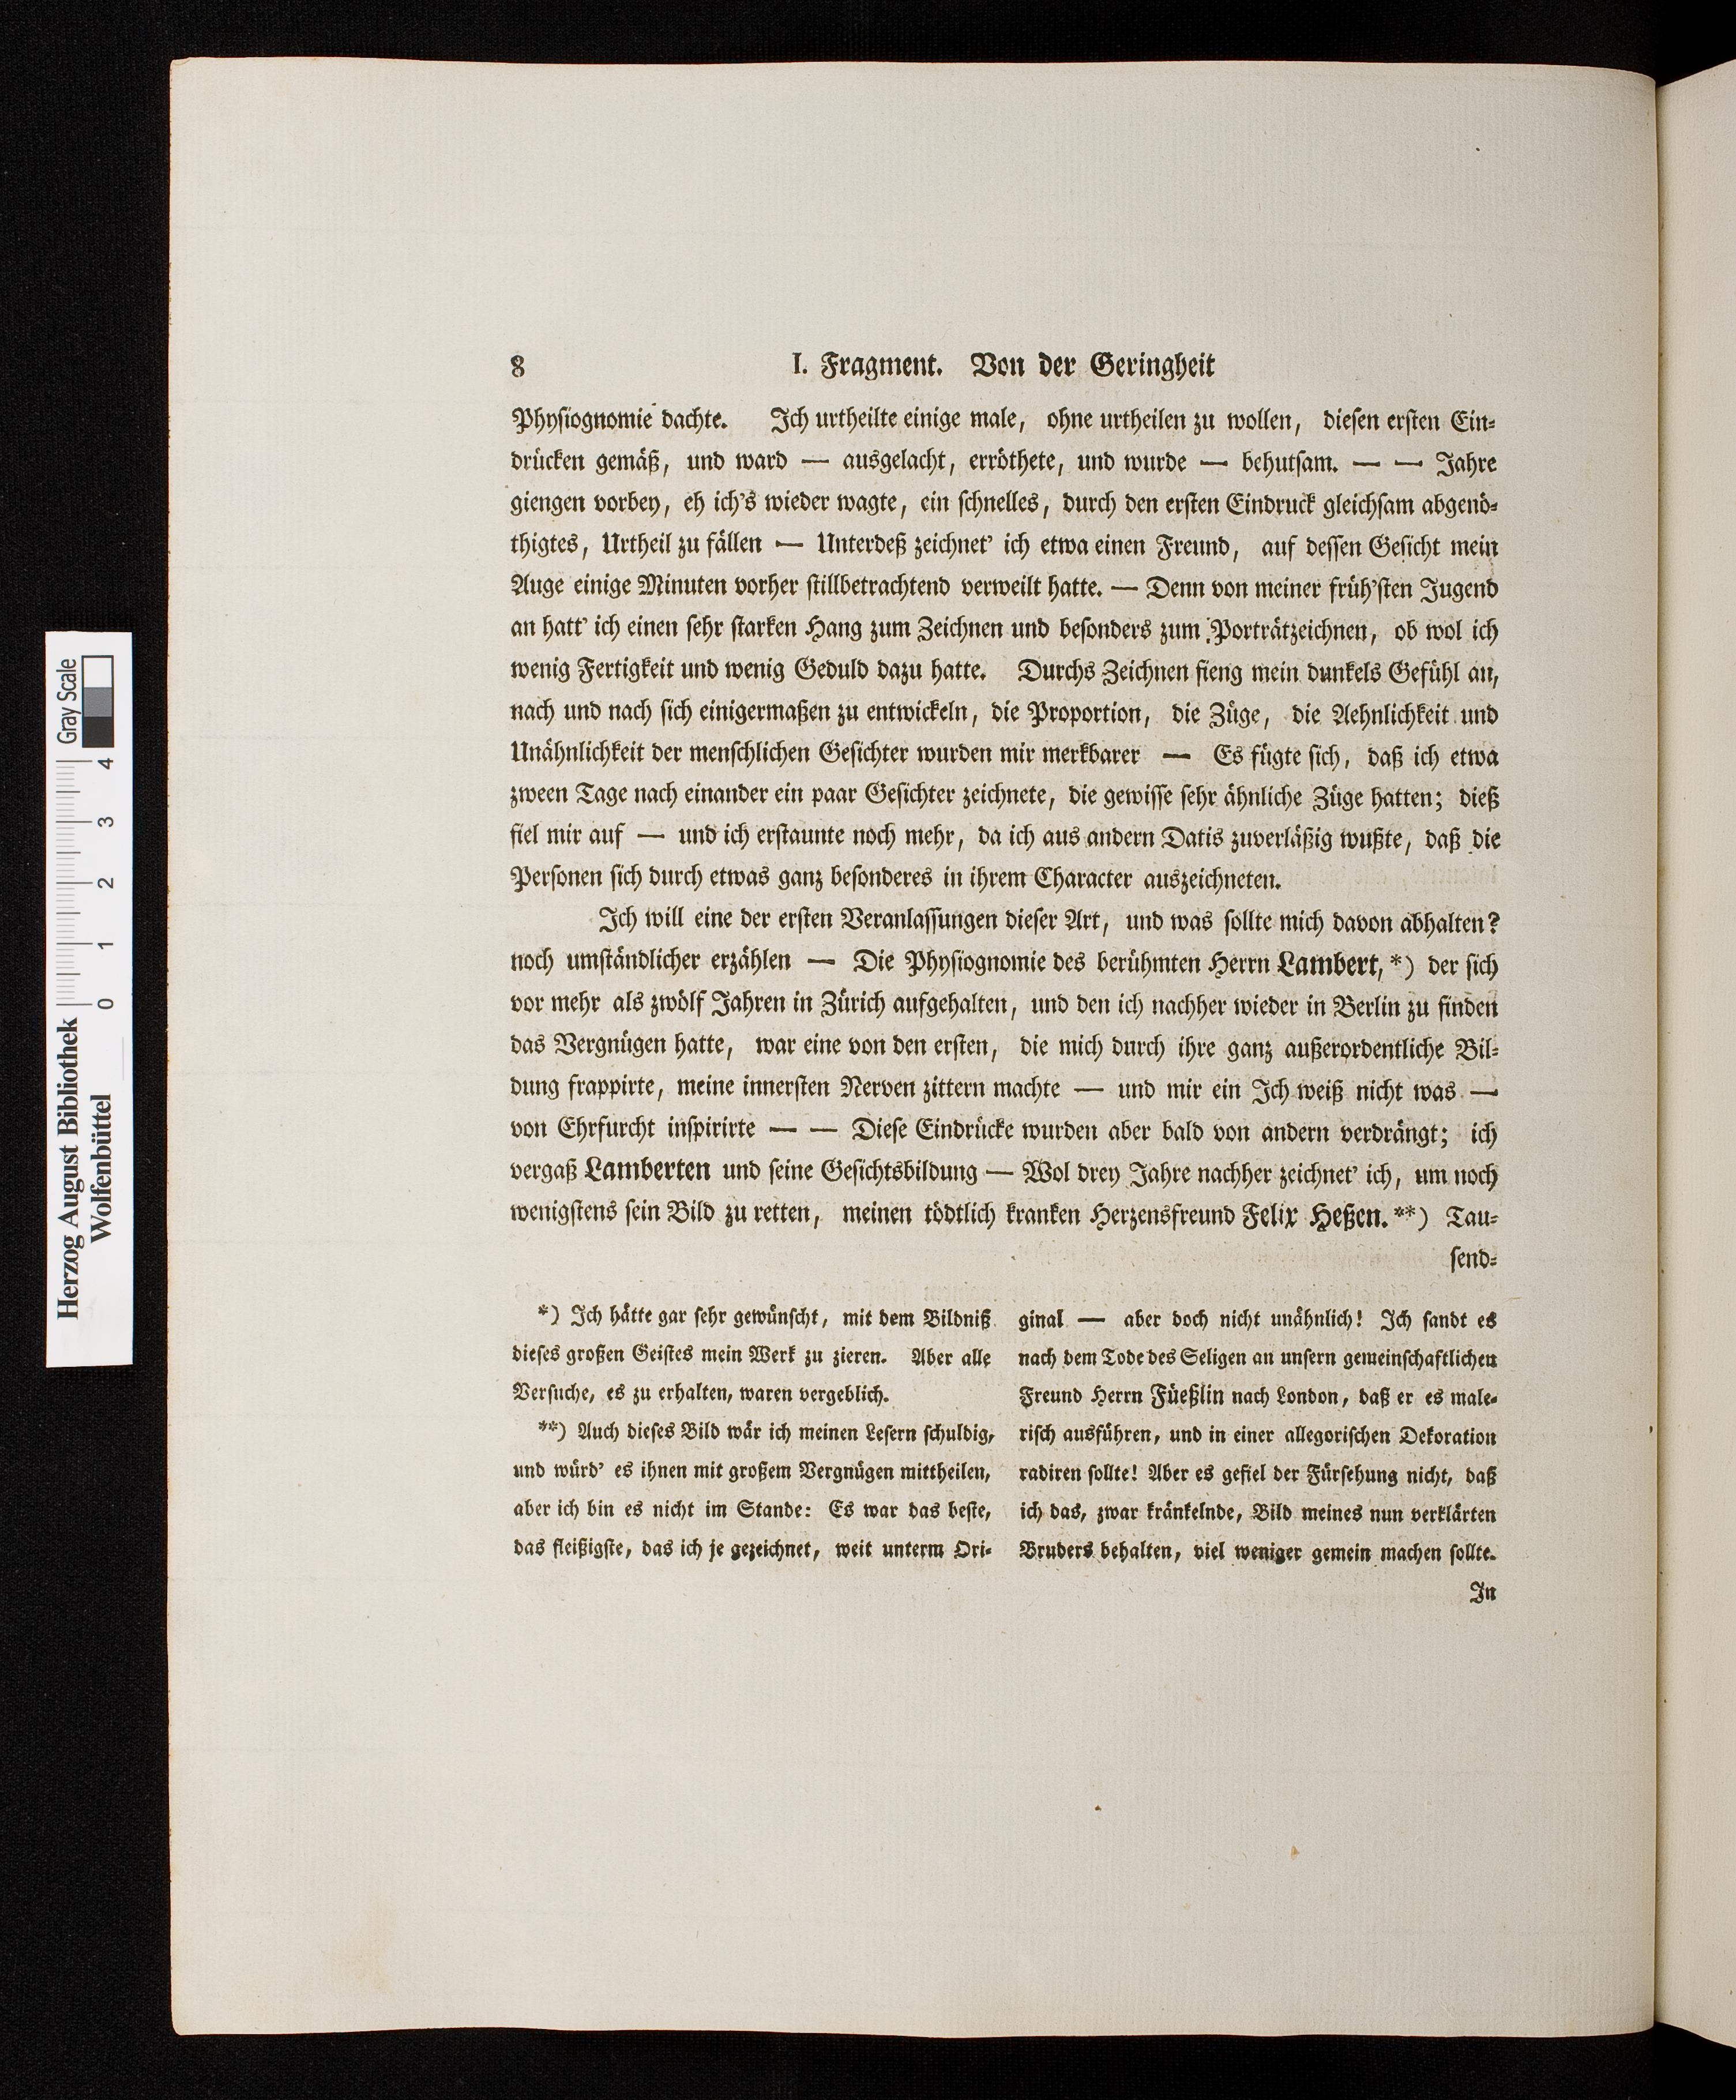 8 I. Fragment. Von der Geringheit
Physiognomie dachte. Ich urtheilte einige male, ohne urtheilen zu wollen, diesen ersten Ein-
drücken gemäß, und ward — ausgelacht, erröthete, und wurde — behutsam. — — Jahre
giengen vorbey, eh ich's wieder wagte, ein schnelles, durch den ersten Eindruck gleichsam abgenö-
thigtes, Urtheil zu fällen — Unterdeß zeichnet' ich etwa einen Freund, auf dessen Gesicht mein
Auge einige Minuten vorher stillbetrachtend verweilt hatte. — Denn von meiner früh'sten Jugend
an hatt' ich einen sehr starken Hang zum Zeichnen und besonders zum Porträtzeichnen, ob wol ich
wenig Fertigkeit und wenig Geduld dazu hatte. Durchs Zeichnen fieng mein dunkels Gefühl an,
nach und nach sich einigermaßen zu entwickeln, die Proportion, die Züge, die Aehnlichkeit und
Unähnlichkeit der menschlichen Gesichter wurden mir merkbarer — Es fügte sich, daß ich etwa
zween Tage nach einander ein paar Gesichter zeichnete, die gewisse sehr ähnliche Züge hatten; dieß
fiel mir auf — und ich erstaunte noch mehr, da ich aus andern Datis zuverläßig wußte, daß die
Personen sich durch etwas ganz besonderes in ihrem Character auszeichneten.
Ich will eine der ersten Veranlassungen dieser Art, und was sollte mich davon abhalten?
noch umständlicher erzählen — Die Physiognomie des berühmten Herrn Lambert, *) der sich
vor mehr als zwölf Jahren in Zürich aufgehalten, und den ich nachher wieder in Berlin zu finden
das Vergnügen hatte, war eine von den ersten, die mich durch ihre ganz außerordentliche Bil-
dung frappirte, meine innersten Nerven zittern machte — und mir ein Ich weiß nicht was —
von Ehrfurcht inspirirte — — Diese Eindrücke wurden aber bald von andern verdrängt; ich
vergaß Lamberten und seine Gesichtsbildung — Wol drey Jahre nachher zeichnet' ich, um noch
wenigstens sein Bild zu retten, meinen tödtlich kranken Herzensfreund Felix Heßen. **) Tau-
send-
*) Ich hätte gar sehr gewünscht, mit dem Bildniß
dieses großen Geistes mein Werk zu zieren. Aber alle
Versuche, es zu erhalten, waren vergeblich.
**) Auch dieses Bild wär ich meinen Lesern schuldig,
und würd' es ihnen mit großem Vergnügen mittheilen,
aber ich bin es nicht im Stande: Es war das beste,
das fleißigste, das ich je gezeichnet, weit unterm Ori-
ginal — aber doch nicht unähnlich! Ich sandt es
nach dem Tode des Seligen an unsern gemeinschaftlichen
Freund Herrn Füeßlin nach London, daß er es male-
risch ausführen, und in einer allegorischen Dekoration
radiren sollte! Aber es gefiel der Fürsehung nicht, daß
ich das, zwar kränkelnde, Bild meines nun verklärten
Bruders behalten, viel weniger gemein machen sollte.
In
Herzog August Bibliothek
Wolfenbüttel
0 1 2 3 4
Gray Scale